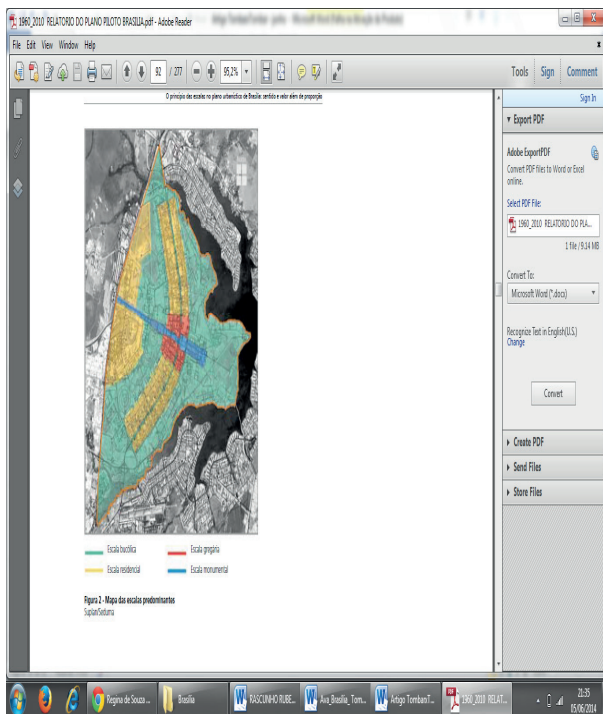 1960_2010 RELATORIO DO PLANO PILOTO BRASILIA.pdf - Adobe Reader
File Edit View Window Help
92 / 277
95,2%
Tools Sign Comment
Sign In
O princípio das escalas no plano urbanístico de Brasília: sentido e valor além de proporção
Escala bucólica
Escala gregária
Escala residencial
Escala monumental
Figura 2 - Mapa das escalas predominantes
Suplan/Seduma
Export PDF
Adobe ExportPDF
Convert PDF files to Word or Excel
online.
Select PDF File:
1960_2010 RELATORIO DO PLA...
1 file / 9.14 MB
Convert To:
Microsoft Word (*.docx)
Recognize Text in English(U.S.)
Change
Convert
Create PDF
Send Files
Store Files
Regina de Souza ...
Brasília
RASCUNHO RUBE...
Ava_Brasília_Tom...
Artigo TombamT...
1960_2010 RELAT...
21:35
05/06/2014